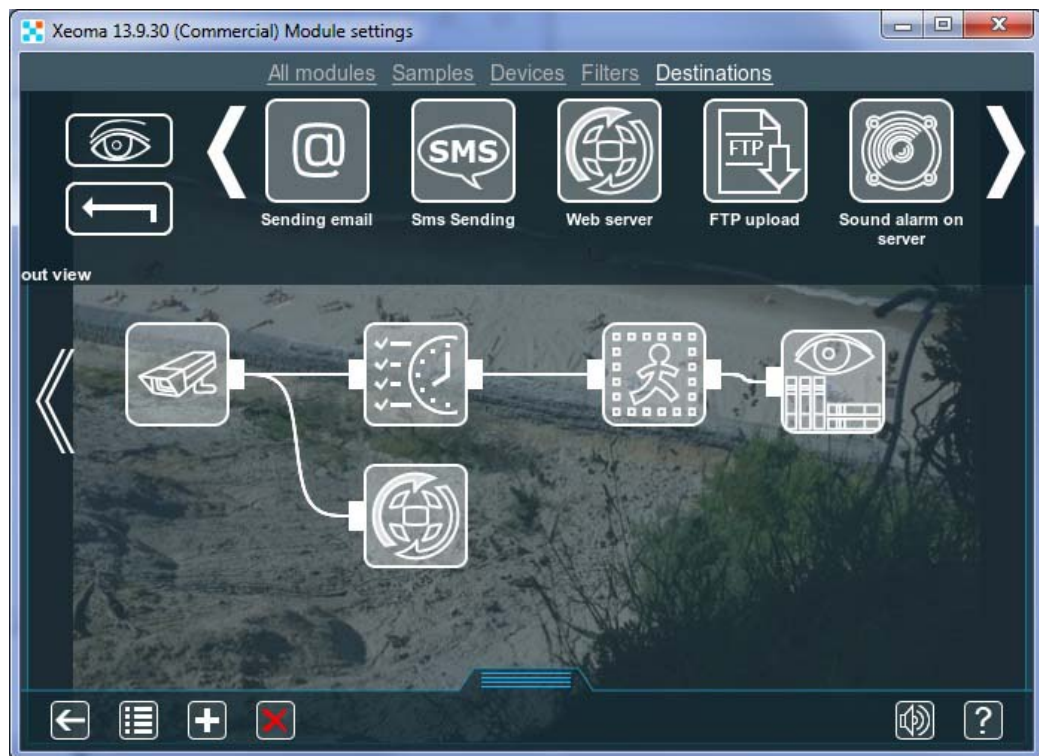 Xeoma 13.9.30 (Commercial) Module settings
All modules Samples Devices Filters Destinations
@
SMS
FTP
Sending email
Sms Sending
Web server
FTP upload
Sound alarm on
server
out view
?